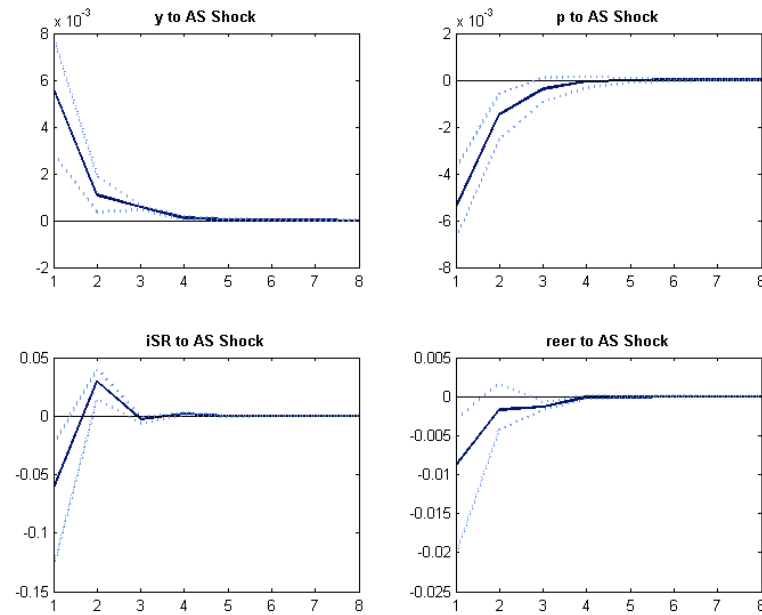 y to AS Shock
x 10⁻³
8
6
4
2
0
-2
1 2 3 4 5 6 7 8
p to AS Shock
x 10⁻³
2
0
-2
-4
-6
-8
1 2 3 4 5 6 7 8
iSR to AS Shock
0.05
0
-0.05
-0.1
-0.15
1 2 3 4 5 6 7 8
reer to AS Shock
0.005
0
-0.005
-0.01
-0.015
-0.02
-0.025
1 2 3 4 5 6 7 8